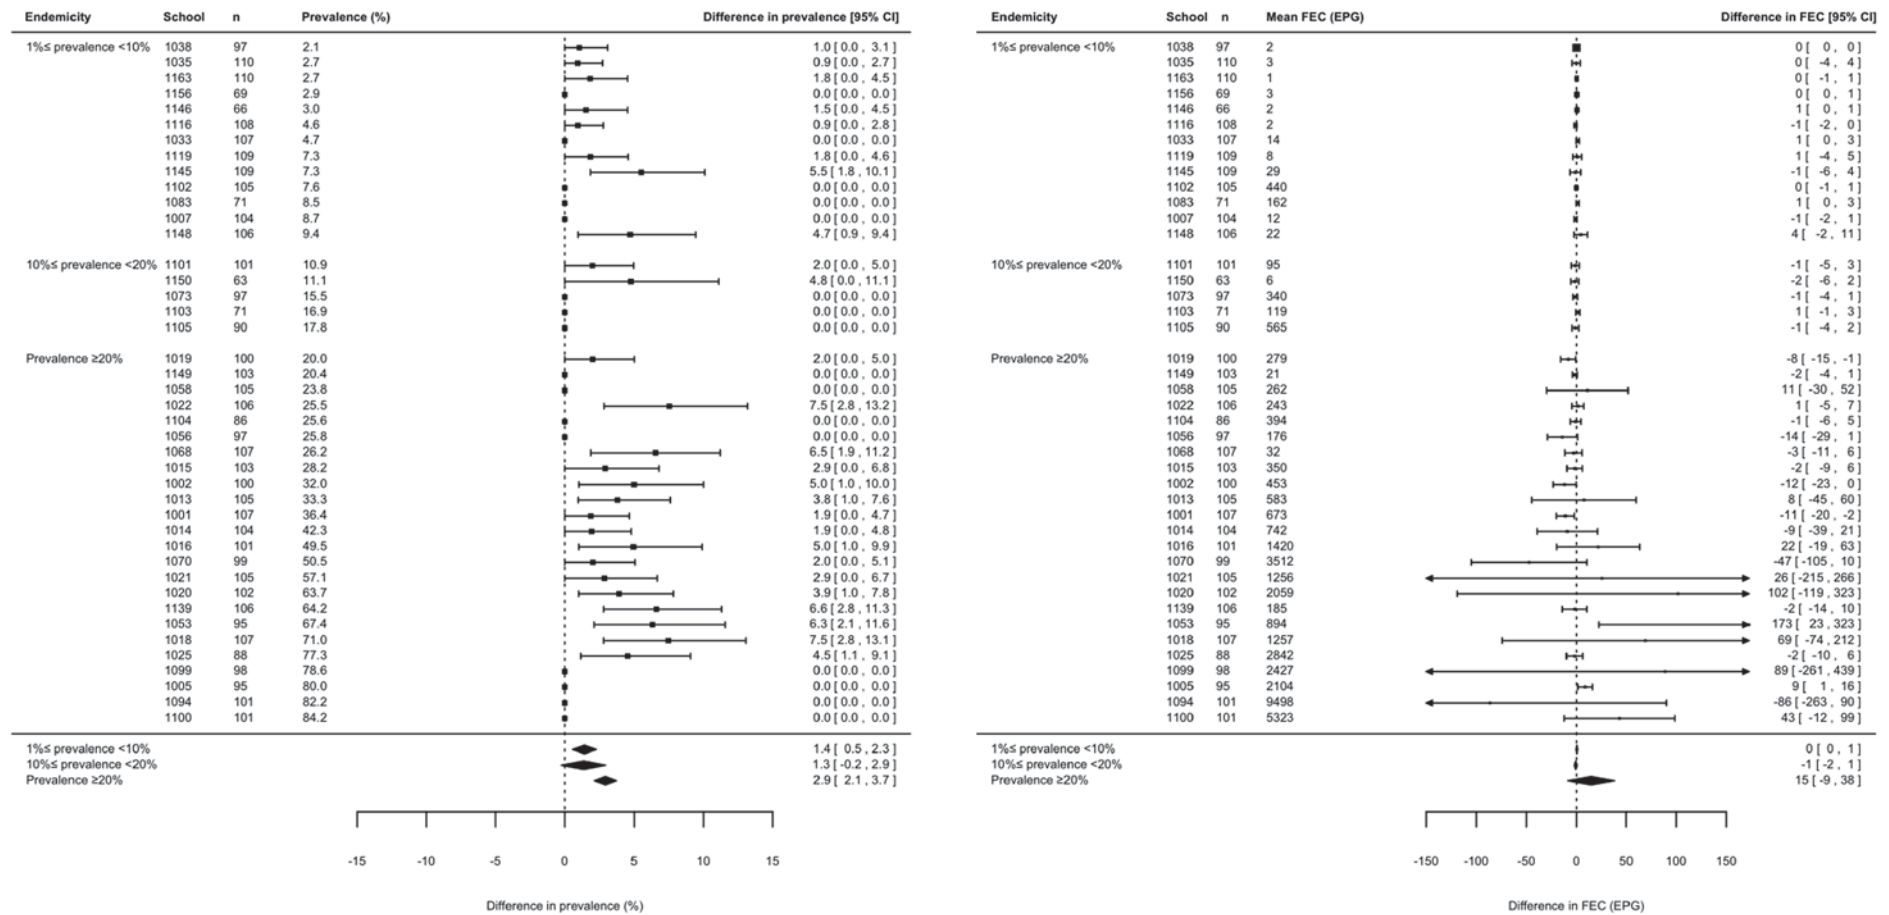 Endemicity School n Prevalence (%) Difference in prevalence [95% CI]
1%≤ prevalence <10% 1038 97 2.1 1.0 [ 0.0 , 3.1 ]
1035 110 2.7 0.9 [ 0.0 , 2.7 ]
1163 110 2.7 1.8 [ 0.0 , 4.5 ]
1156 69 2.9 0.0 [ 0.0 , 0.0 ]
1146 66 3.0 1.5 [ 0.0 , 4.5 ]
1116 108 4.6 0.9 [ 0.0 , 2.8 ]
1033 107 4.7 0.0 [ 0.0 , 0.0 ]
1119 109 7.3 1.8 [ 0.0 , 4.6 ]
1145 109 7.3 5.5 [ 1.8 , 10.1 ]
1102 105 7.6 0.0 [ 0.0 , 0.0 ]
1083 71 8.5 0.0 [ 0.0 , 0.0 ]
1007 104 8.7 0.0 [ 0.0 , 0.0 ]
1148 106 9.4 4.7 [ 0.9 , 9.4 ]
10%≤ prevalence <20% 1101 101 10.9 2.0 [ 0.0 , 5.0 ]
1150 63 11.1 4.8 [ 0.0 , 11.1 ]
1073 97 15.5 0.0 [ 0.0 , 0.0 ]
1103 71 16.9 0.0 [ 0.0 , 0.0 ]
1105 90 17.8 0.0 [ 0.0 , 0.0 ]
Prevalence ≥20% 1019 100 20.0 2.0 [ 0.0 , 5.0 ]
1149 103 20.4 0.0 [ 0.0 , 0.0 ]
1058 105 23.8 0.0 [ 0.0 , 0.0 ]
1022 106 25.5 7.5 [ 2.8 , 13.2 ]
1104 86 25.6 0.0 [ 0.0 , 0.0 ]
1056 97 25.8 0.0 [ 0.0 , 0.0 ]
1068 107 26.2 6.5 [ 1.9 , 11.2 ]
1015 103 28.2 2.9 [ 0.0 , 6.8 ]
1002 100 32.0 5.0 [ 1.0 , 10.0 ]
1013 105 33.3 3.8 [ 1.0 , 7.6 ]
1001 107 36.4 1.9 [ 0.0 , 4.7 ]
1014 104 42.3 1.9 [ 0.0 , 4.8 ]
1016 101 49.5 5.0 [ 1.0 , 9.9 ]
1070 99 50.5 2.0 [ 0.0 , 5.1 ]
1021 105 57.1 2.9 [ 0.0 , 6.7 ]
1020 102 63.7 3.9 [ 1.0 , 7.8 ]
1139 106 64.2 6.6 [ 2.8 , 11.3 ]
1053 95 67.4 6.3 [ 2.1 , 11.6 ]
1018 107 71.0 7.5 [ 2.8 , 13.1 ]
1025 88 77.3 4.5 [ 1.1 , 9.1 ]
1099 98 78.6 0.0 [ 0.0 , 0.0 ]
1005 95 80.0 0.0 [ 0.0 , 0.0 ]
1094 101 82.2 0.0 [ 0.0 , 0.0 ]
1100 101 84.2 0.0 [ 0.0 , 0.0 ]
1%≤ prevalence <10% 1.4 [ 0.5 , 2.3 ]
10%≤ prevalence <20% 1.3 [ -0.2 , 2.9 ]
Prevalence ≥20% 2.9 [ 2.1 , 3.7 ]
-15 -10 -5 0 5 10 15
Difference in prevalence (%)
Endemicity School n Mean FEC (EPG) Difference in FEC [95% CI]
1%≤ prevalence <10% 1038 97 2 0 [ 0 , 0 ]
1035 110 3 0 [ -4 , 4 ]
1163 110 1 0 [ -1 , 1 ]
1156 69 3 0 [ 0 , 1 ]
1146 66 2 1 [ 0 , 1 ]
1116 108 2 -1 [ -2 , 0 ]
1033 107 14 1 [ 0 , 3 ]
1119 109 8 1 [ -4 , 5 ]
1145 109 29 -1 [ -6 , 4 ]
1102 105 440 0 [ -1 , 1 ]
1083 71 162 1 [ 0 , 3 ]
1007 104 12 -1 [ -2 , 1 ]
1148 106 22 4 [ -2 , 11 ]
10%≤ prevalence <20% 1101 101 95 -1 [ -5 , 3 ]
1150 63 6 -2 [ -6 , 2 ]
1073 97 340 -1 [ -4 , 1 ]
1103 71 119 1 [ -1 , 3 ]
1105 90 565 -1 [ -4 , 2 ]
Prevalence ≥20% 1019 100 279 -8 [ -15 , -1 ]
1149 103 21 -2 [ -4 , 1 ]
1058 105 262 11 [ -30 , 52 ]
1022 106 243 1 [ -5 , 7 ]
1104 86 394 -1 [ -6 , 5 ]
1056 97 176 -14 [ -29 , 1 ]
1068 107 32 -3 [ -11 , 6 ]
1015 103 350 -2 [ -9 , 6 ]
1002 100 453 -12 [ -23 , 0 ]
1013 105 583 8 [ -45 , 60 ]
1001 107 673 -11 [ -20 , -2 ]
1014 104 742 -9 [ -39 , 21 ]
1016 101 1420 22 [ -19 , 63 ]
1070 99 3512 -47 [ -105 , 10 ]
1021 105 1256 26 [ -215 , 266 ]
1020 102 2059 102 [ -119 , 323 ]
1139 106 185 -2 [ -14 , 10 ]
1053 95 894 173 [ 23 , 323 ]
1018 107 1257 69 [ -74 , 212 ]
1025 88 2842 -2 [ -10 , 6 ]
1099 98 2427 89 [ -261 , 439 ]
1005 95 2104 9 [ 1 , 16 ]
1094 101 9498 -86 [ -263 , 90 ]
1100 101 5323 43 [ -12 , 99 ]
1%≤ prevalence <10% 0 [ 0 , 1 ]
10%≤ prevalence <20% -1 [ -2 , 1 ]
Prevalence ≥20% 15 [ -9 , 38 ]
-150 -100 -50 0 50 100 150
Difference in FEC (EPG)